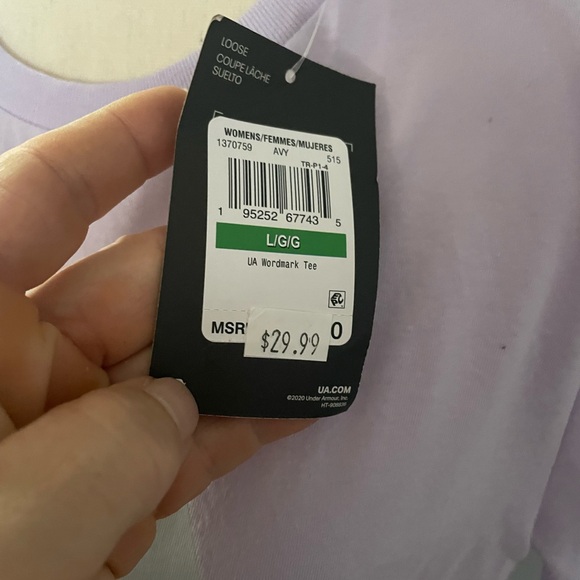 LOOSE
COUPE LÂCHE
SUELTO
WOMENS/FEMMES/MUJERES
1370759 AVY 515
TR-P1-4
1 95252 67743 5
L/G/G
UA Wordmark Tee
MSR 0
$29.99
UA.COM
©2020 Under Armour, Inc.